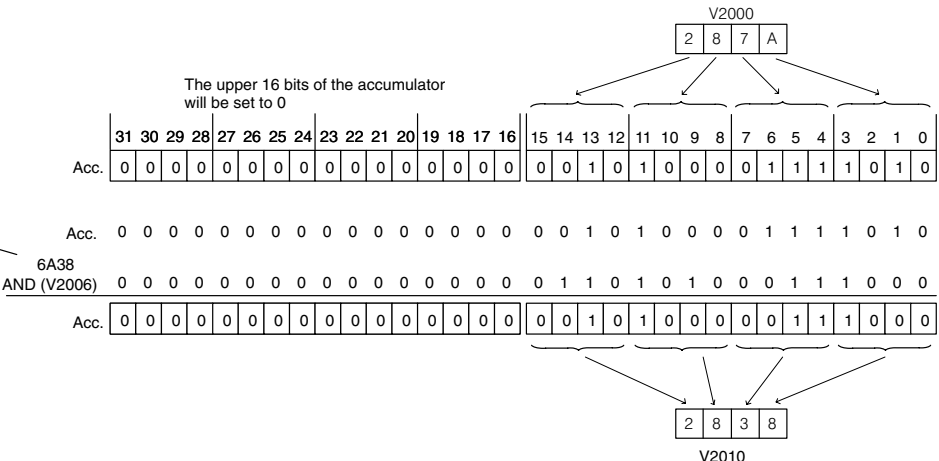 V2000
2 8 7 A
The upper 16 bits of the accumulator
will be set to 0
31 30 29 28 27 26 25 24 23 22 21 20 19 18 17 16 15 14 13 12 11 10 9 8 7 6 5 4 3 2 1 0
Acc. 0 0 0 0 0 0 0 0 0 0 0 0 0 0 0 0 0 0 1 0 1 0 0 0 0 1 1 1 1 0 1 0
Acc. 0 0 0 0 0 0 0 0 0 0 0 0 0 0 0 0 0 0 1 0 1 0 0 0 0 1 1 1 1 0 1 0
6A38
AND (V2006) 0 0 0 0 0 0 0 0 0 0 0 0 0 0 0 0 0 1 1 0 1 0 1 0 0 0 1 1 1 0 0 0
Acc. 0 0 0 0 0 0 0 0 0 0 0 0 0 0 0 0 0 0 1 0 1 0 0 0 0 0 1 1 1 0 0 0
2 8 3 8
V2010